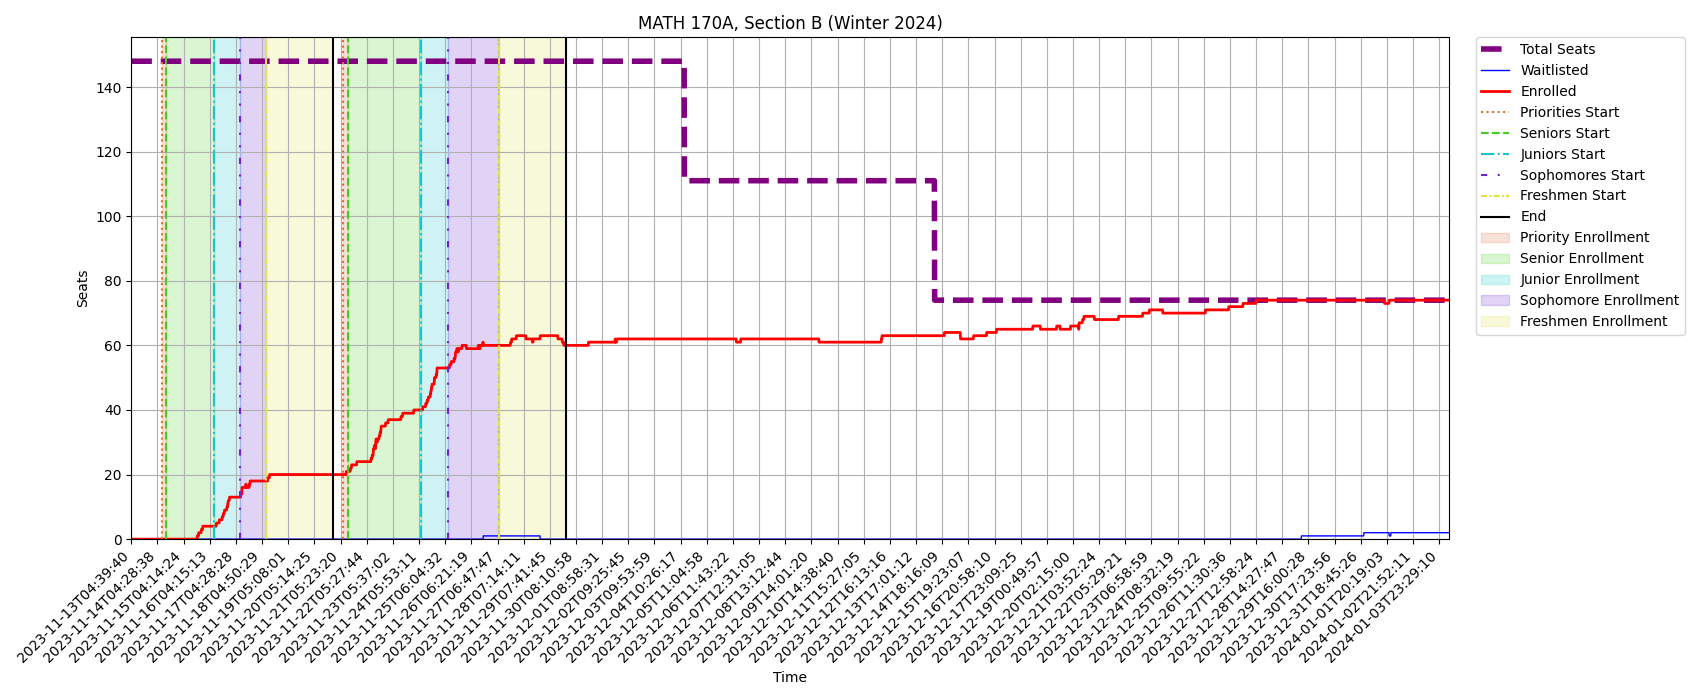 MATH 170A, Section B (Winter 2024)
Seats
140
120
100
80
60
40
20
0
2023-11-13T04:39:40
2023-11-14T04:28:38
2023-11-15T04:14:24
2023-11-16T04:15:13
2023-11-17T04:28:28
2023-11-18T04:50:29
2023-11-19T05:08:01
2023-11-20T05:14:25
2023-11-21T05:23:20
2023-11-22T05:27:44
2023-11-23T05:37:02
2023-11-24T05:53:11
2023-11-25T06:04:32
2023-11-26T06:21:19
2023-11-27T06:47:47
2023-11-28T07:14:11
2023-11-29T07:41:45
2023-11-30T08:10:58
2023-12-01T08:58:31
2023-12-02T09:25:45
2023-12-03T09:53:59
2023-12-04T10:26:17
2023-12-05T11:04:58
2023-12-06T11:43:22
2023-12-07T12:31:05
2023-12-08T13:12:44
2023-12-09T14:01:20
2023-12-10T14:38:40
2023-12-11T15:27:05
2023-12-12T16:13:16
2023-12-13T17:01:12
2023-12-14T18:16:09
2023-12-15T19:23:07
2023-12-16T20:58:10
2023-12-17T23:09:25
2023-12-19T00:49:57
2023-12-20T02:15:00
2023-12-21T03:52:24
2023-12-22T05:29:21
2023-12-23T06:58:59
2023-12-24T08:32:19
2023-12-25T09:55:22
2023-12-26T11:30:36
2023-12-27T12:58:24
2023-12-28T14:27:47
2023-12-29T16:00:28
2023-12-30T17:23:56
2023-12-31T18:45:26
2024-01-01T20:19:03
2024-01-02T21:52:11
2024-01-03T23:29:10
Time
Total Seats
Waitlisted
Enrolled
Priorities Start
Seniors Start
Juniors Start
Sophomores Start
Freshmen Start
End
Priority Enrollment
Senior Enrollment
Junior Enrollment
Sophomore Enrollment
Freshmen Enrollment